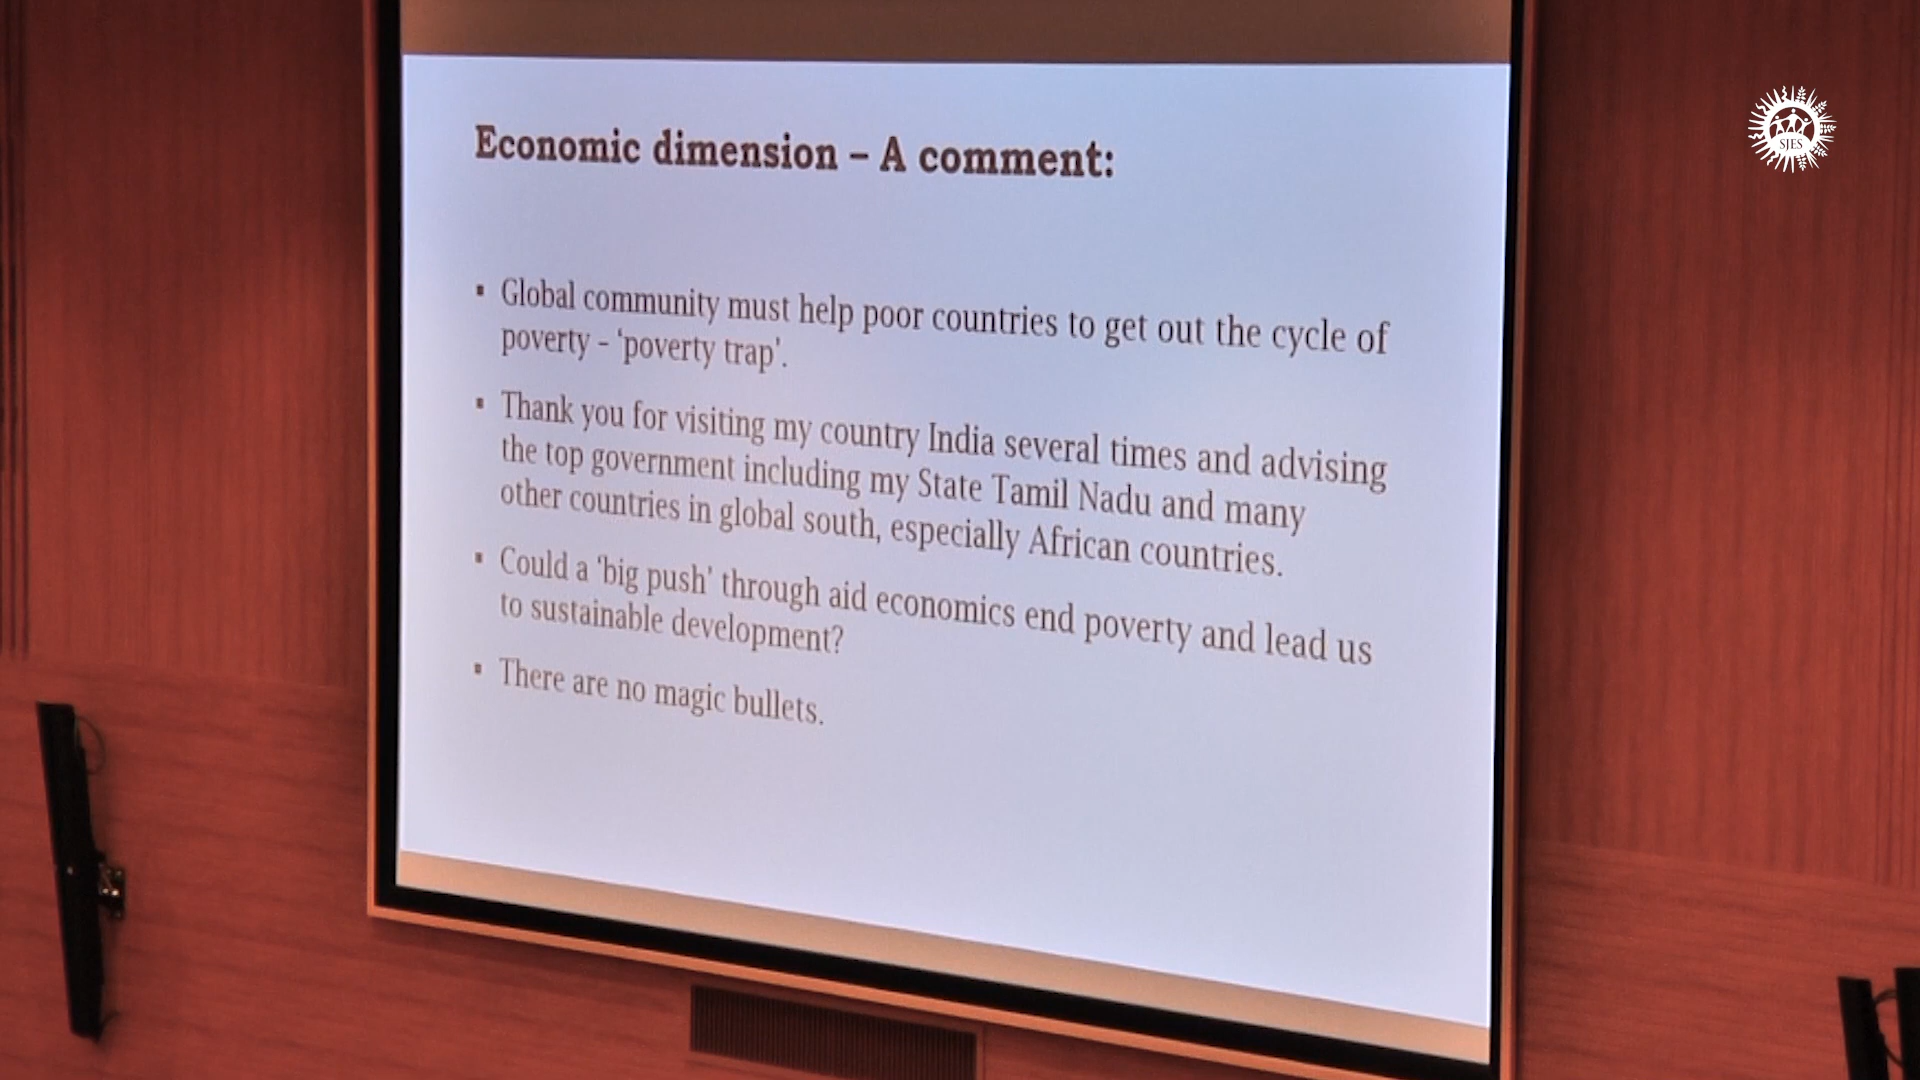 Economic dimension – A comment:
▪ Global community must help poor countries to get out the cycle of
poverty – ‘poverty trap’.
▪ Thank you for visiting my country India several times and advising
the top government including my State Tamil Nadu and many
other countries in global south, especially African countries.
▪ Could a ‘big push’ through aid economics end poverty and lead us
to sustainable development?
▪ There are no magic bullets.
SJES